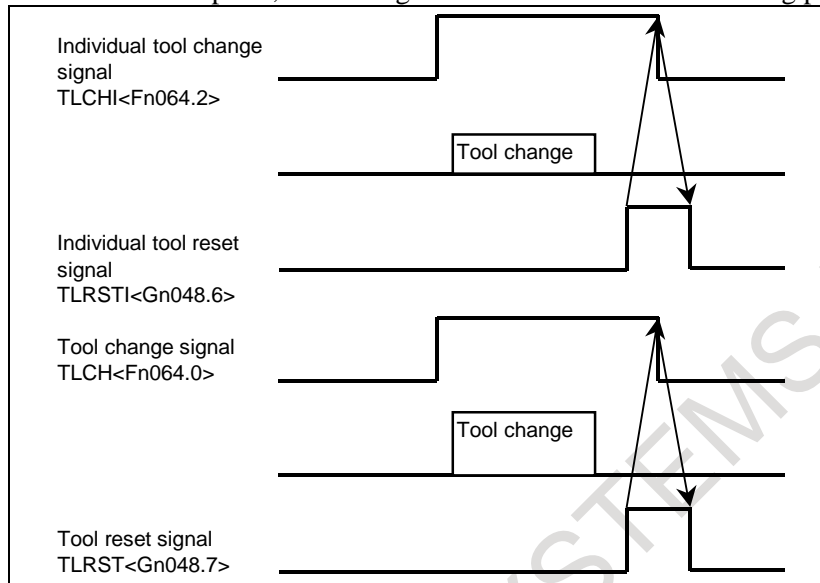 Individual tool change
signal
TLCHI<Fn064.2>
Tool change
Individual tool reset
signal
TLRSTI<Gn048.6>
Tool change signal
TLCH<Fn064.0>
Tool change
Tool reset signal
TLRST<Gn048.7>
SYSTEMS